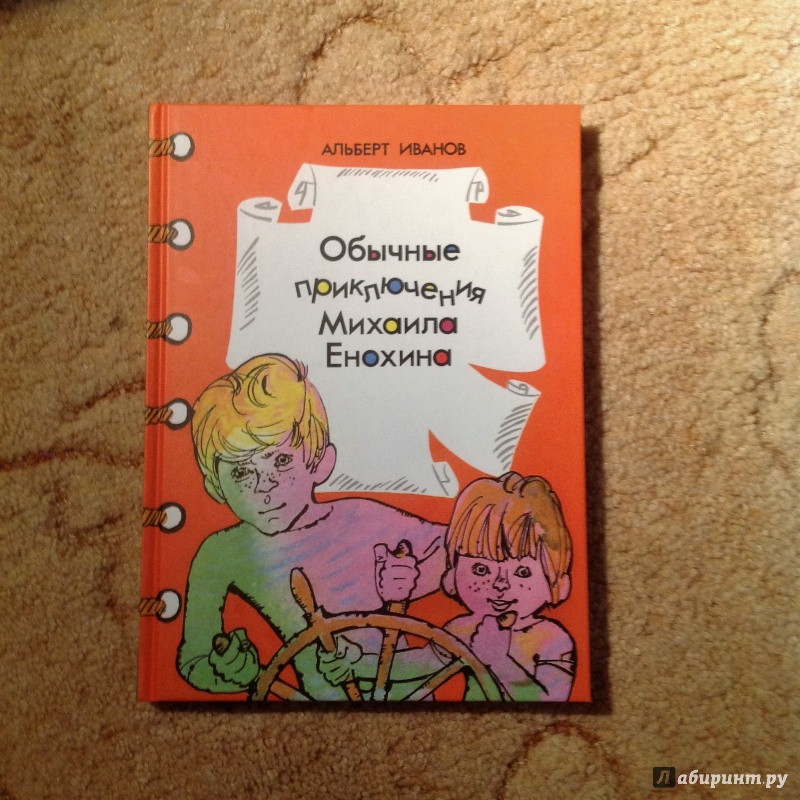 АЛЬБЕРТ ИВАНОВ
Обычные
приключения
Михаила
Енохина
Лабиринт.ру